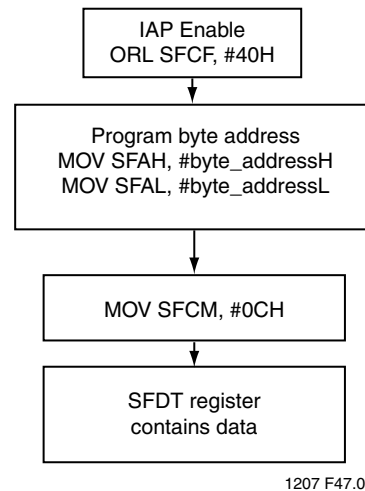 IAP Enable
ORL SFCF, #40H
Program byte address
MOV SFAH, #byte_addressH
MOV SFAL, #byte_addressL
MOV SFCM, #0CH
SFDT register
contains data
1207 F47.0